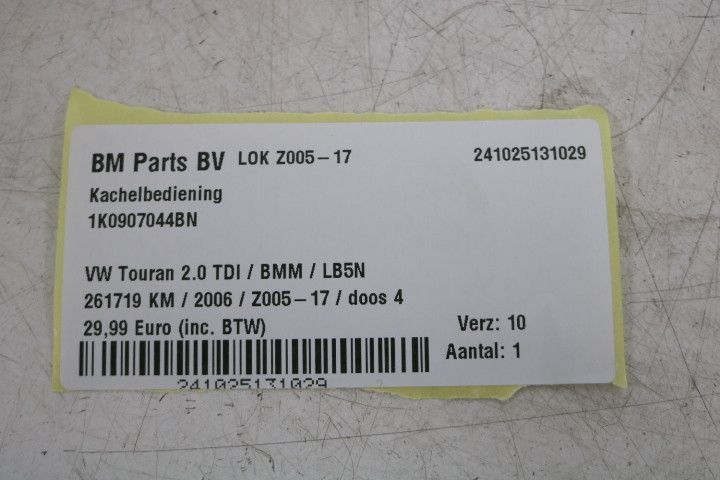 BM Parts BV LOK Z005-17 241025131029
Kachelbediening
1K0907044BN
VW Touran 2.0 TDI / BMM / LB5N
261719 KM / 2006 / Z005-17 / doos 4
29,99 Euro (inc. BTW) Verz: 10
Aantal: 1
241025131029